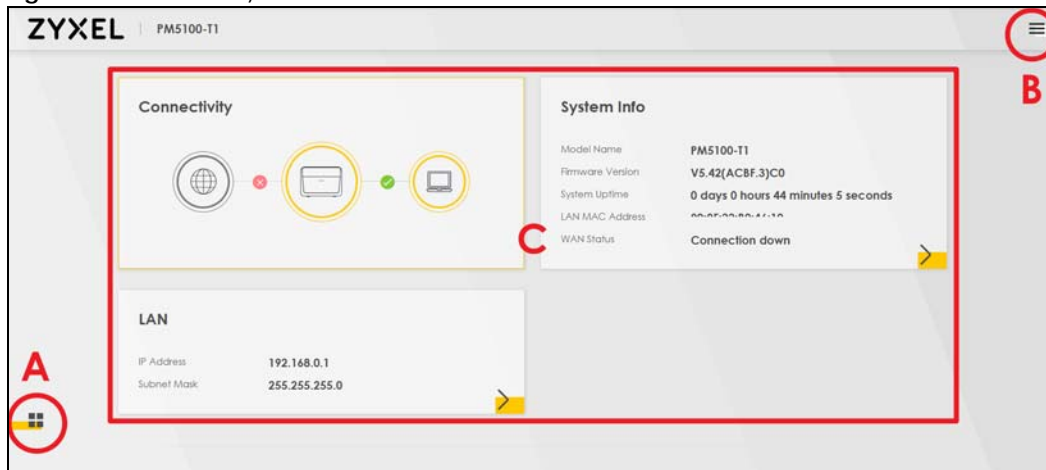 ZYXEL PM5100-T1
B
Connectivity
System Info
Model Name PM5100-T1
Firmware Version V5.42(ACBF.3)C0
System Uptime 0 days 0 hours 44 minutes 5 seconds
LAN MAC Address
C
WAN Status Connection down
LAN
IP Address 192.168.0.1
Subnet Mask 255.255.255.0
A